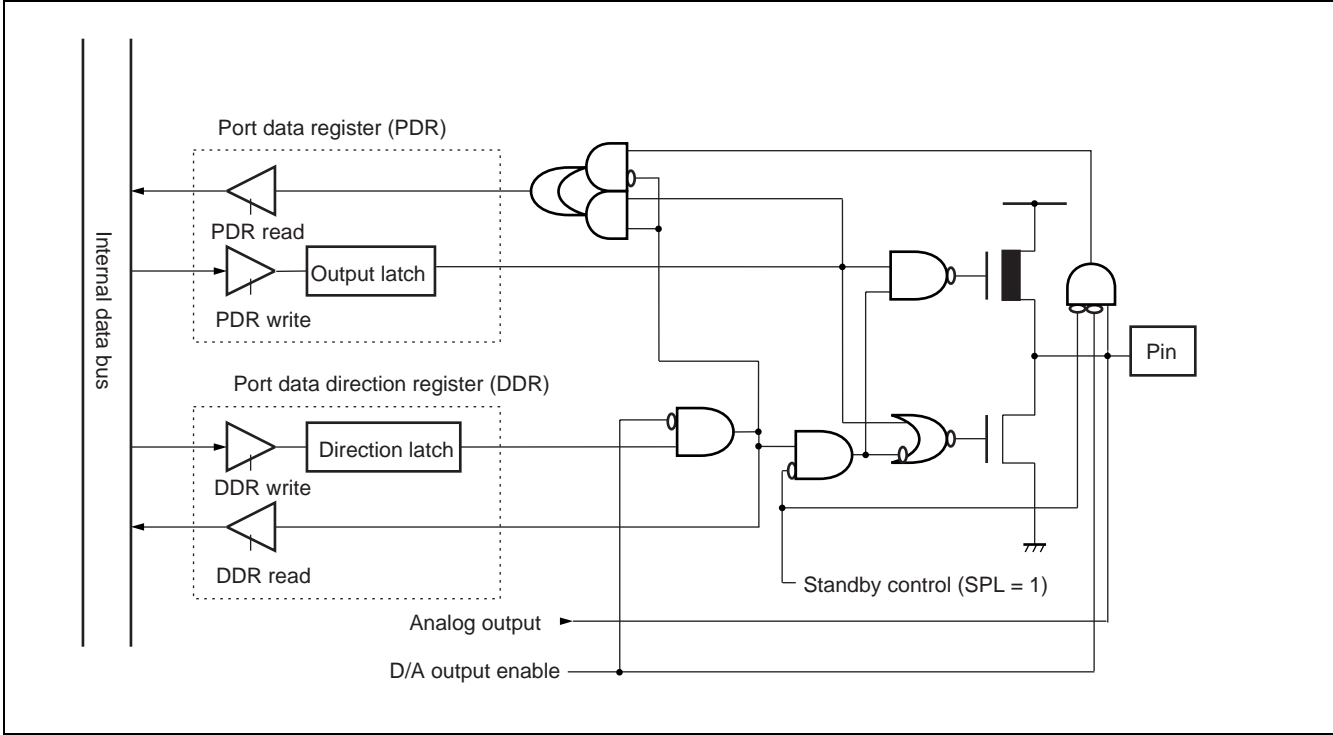 Port data register (PDR)
PDR read
Output latch
PDR write
Internal data bus
Pin
Port data direction register (DDR)
Direction latch
DDR write
DDR read
Standby control (SPL = 1)
Analog output
D/A output enable